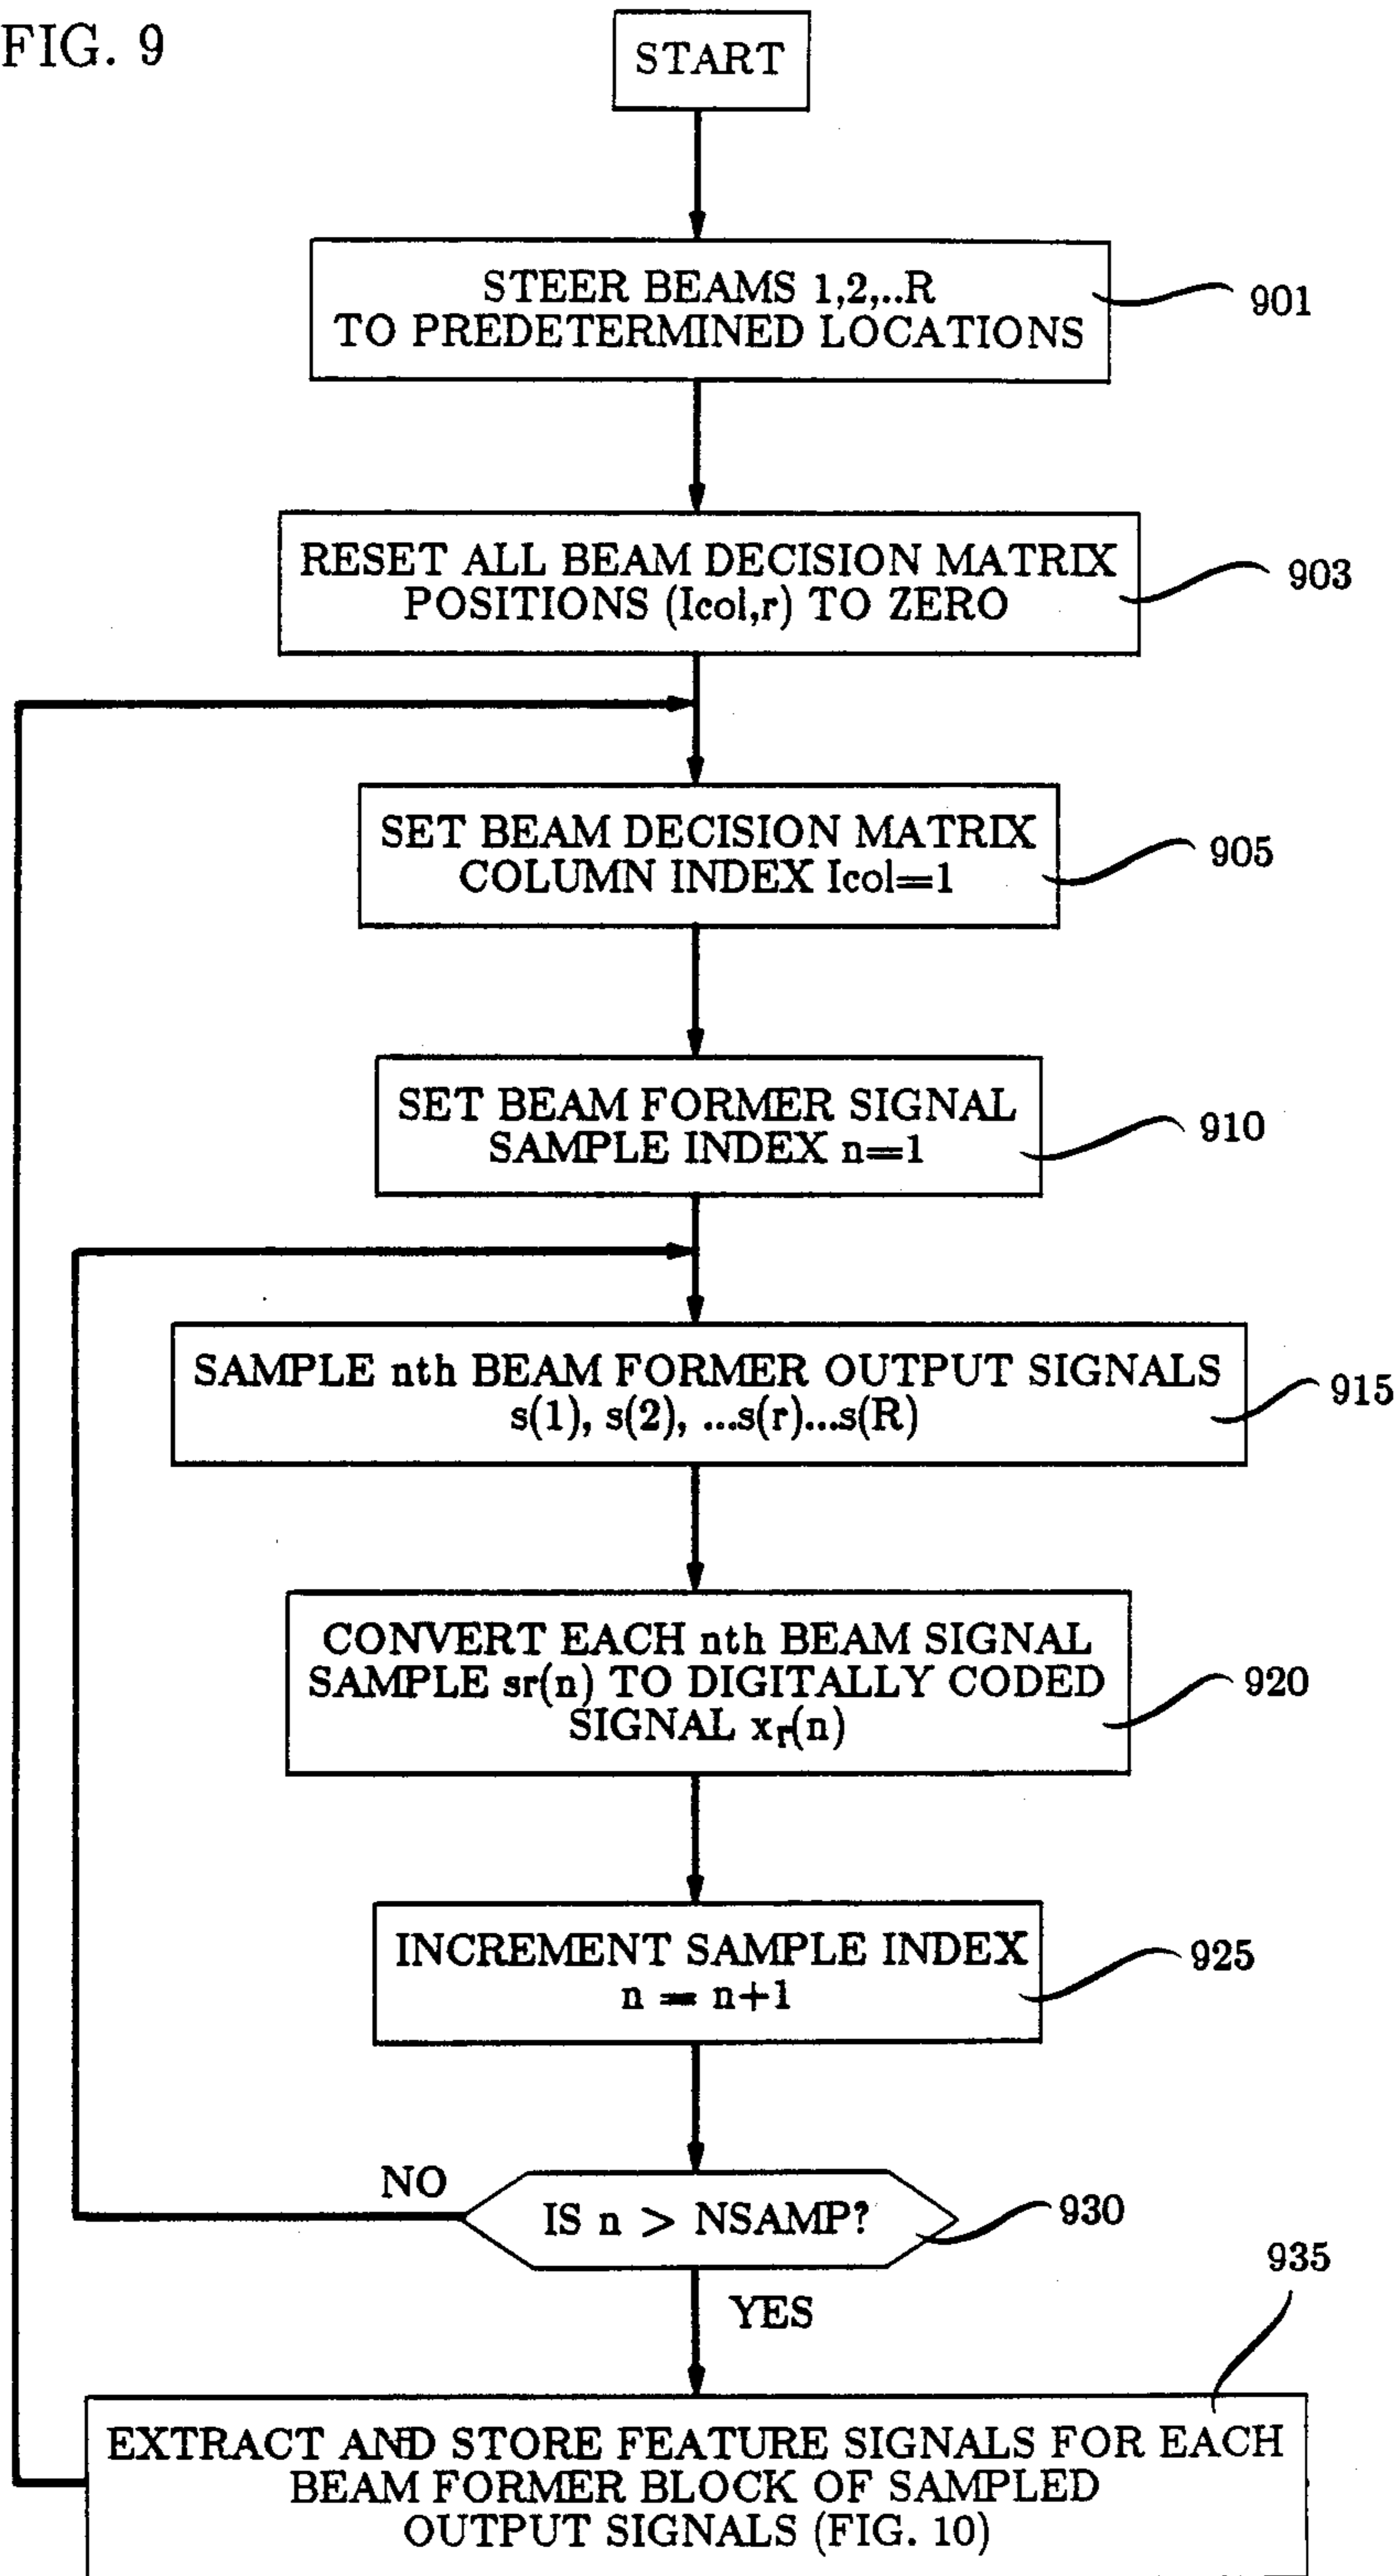 FIG. 9
START
STEER BEAMS 1,2,..R
TO PREDETERMINED LOCATIONS
901
RESET ALL BEAM DECISION MATRIX
POSITIONS (Icol,r) TO ZERO
903
SET BEAM DECISION MATRIX
COLUMN INDEX Icol=1
905
SET BEAM FORMER SIGNAL
SAMPLE INDEX n=1
910
SAMPLE nth BEAM FORMER OUTPUT SIGNALS
s(1), s(2), ...s(r)...s(R)
915
CONVERT EACH nth BEAM SIGNAL
SAMPLE sr(n) TO DIGITALLY CODED
SIGNAL xr(n)
920
INCREMENT SAMPLE INDEX
n = n+1
925
NO
IS n > NSAMP?
930
YES
935
EXTRACT AND STORE FEATURE SIGNALS FOR EACH
BEAM FORMER BLOCK OF SAMPLED
OUTPUT SIGNALS (FIG. 10)